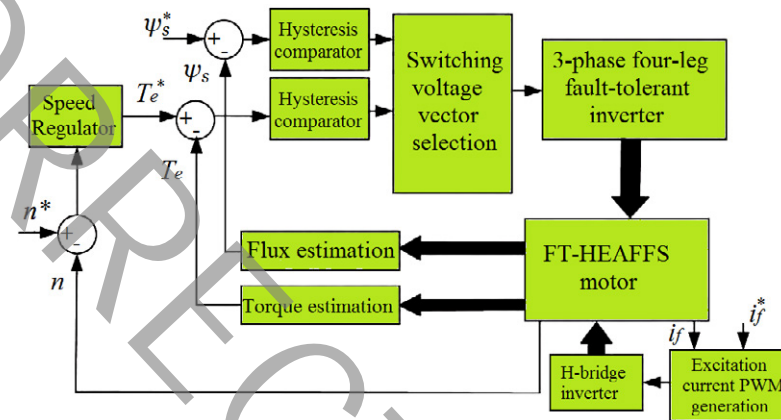 ψs*
+
-
ψs
Hysteresis
comparator
Hysteresis
comparator
Switching
voltage
vector
selection
3-phase four-leg
fault-tolerant
inverter
Speed
Regulator
Te*
+
-
Te
n*
+
-
n
Flux estimation
Torque estimation
FT-HEAFFS
motor
if
if*
H-bridge
inverter
Excitation
current PWM
generation